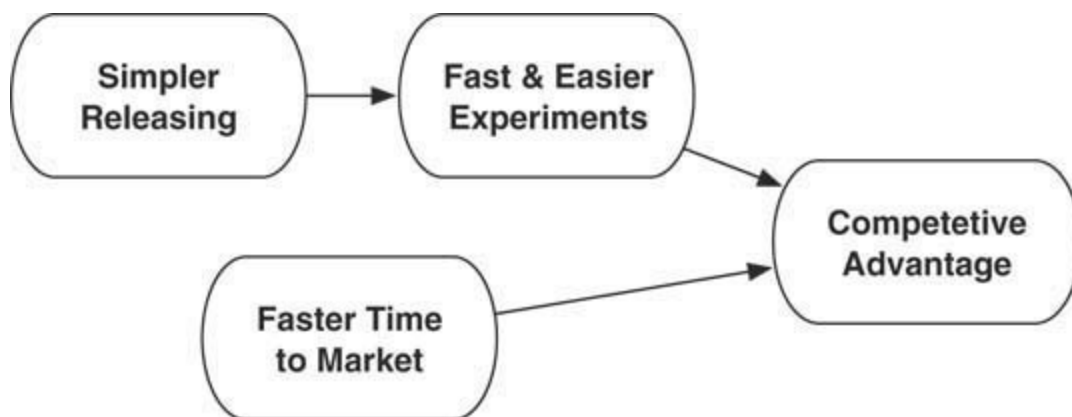 Simpler
Releasing
Fast & Easier
Experiments
Competetive
Advantage
Faster Time
to Market